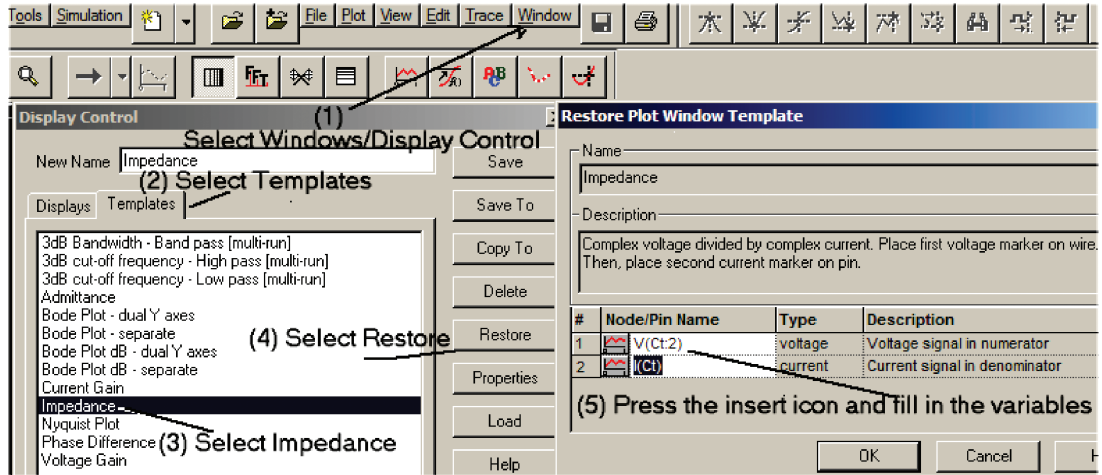 Tools Simulation File Plot View Edit Trace Window
FFT
ABC
Display Control
(1)
Select Windows/Display Control
New Name Impedance
Save
(2) Select Templates
Displays Templates
Save To
3dB Bandwidth - Band pass [multi-run]
3dB cut-off frequency - High pass [multi-run]
3dB cut-off frequency - Low pass [multi-run]
Admittance
Bode Plot - dual Y axes
Bode Plot - separate
Bode Plot dB - dual Y axes
Bode Plot dB - separate
Current Gain
Impedance
Nyquist Plot
Phase Difference
Voltage Gain
Copy To
Delete
(4) Select Restore
Restore
Properties
(3) Select Impedance
Load
Help
Restore Plot Window Template
Name
Impedance
Description
Complex voltage divided by complex current. Place first voltage marker on wire.
Then, place second current marker on pin.
# Node/Pin Name Type Description
1 V(Ct:2) voltage Voltage signal in numerator
2 I(Ct) current Current signal in denominator
(5) Press the insert icon and fill in the variables
OK Cancel H